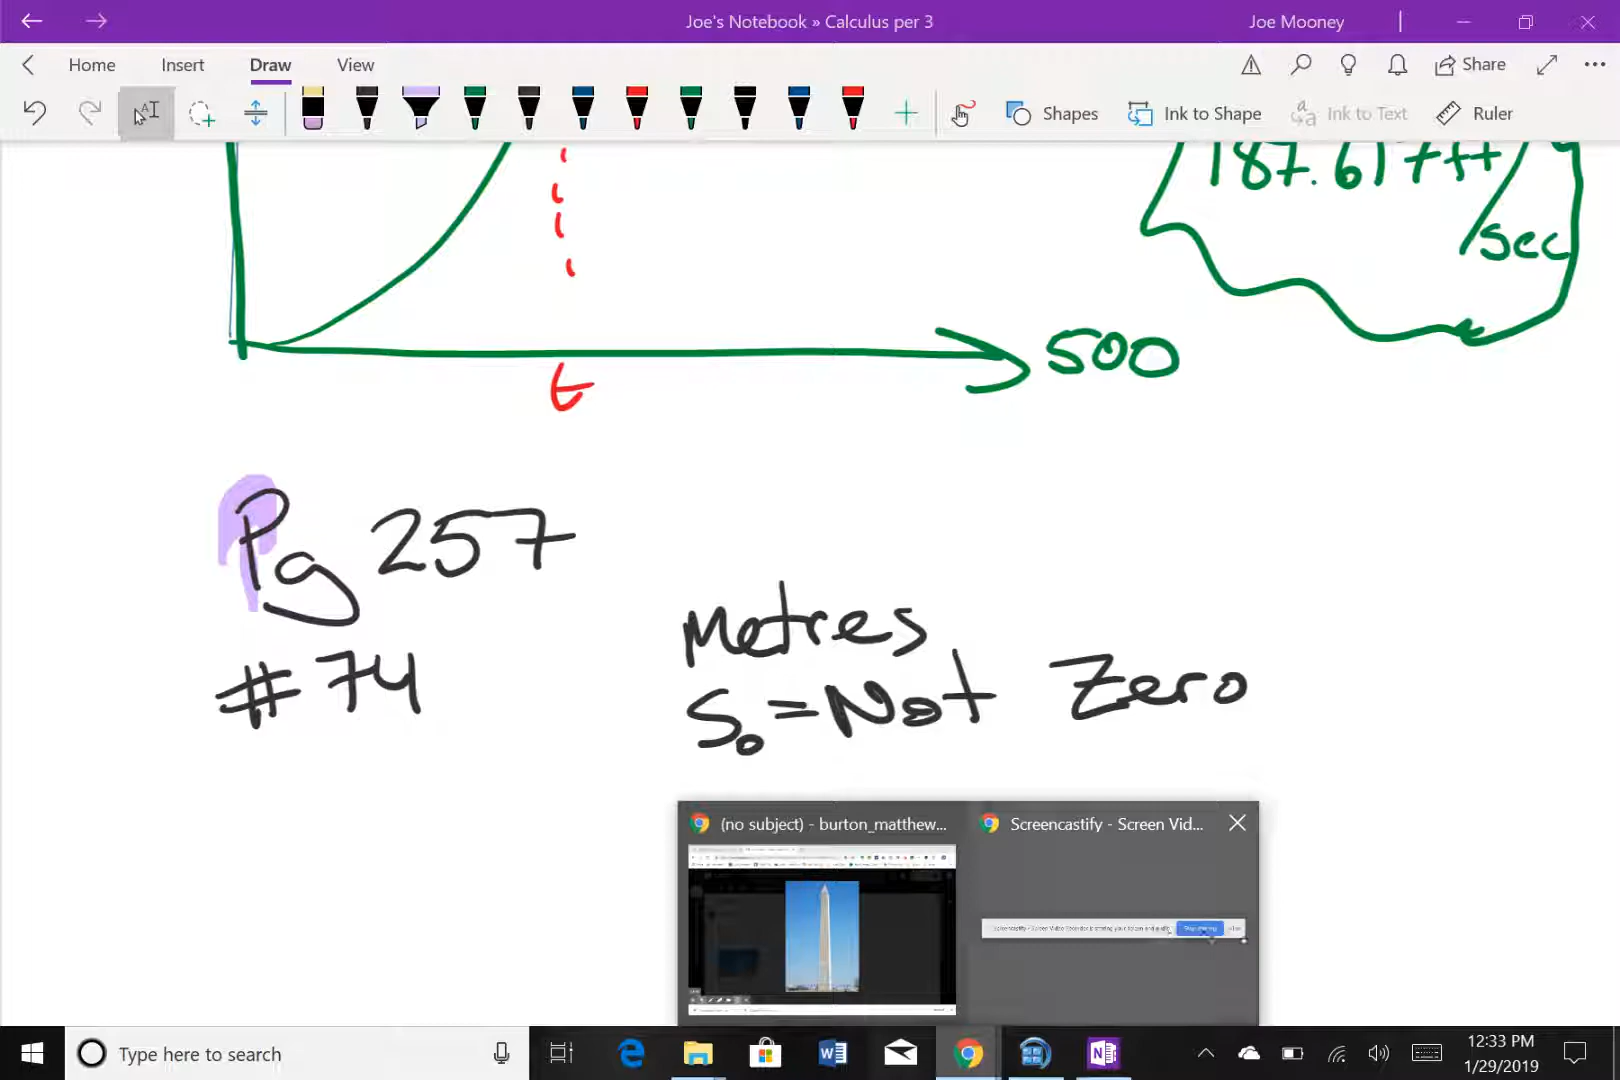 Joe's Notebook » Calculus per 3
Joe Mooney
Home Insert Draw View
Share
Shapes
Ink to Shape
Ink to Text
Ruler
187.617 ft/sec
500
t
Pg 257
#74
Metres
S₀ = Not Zero
(no subject) - burton_matthew...
Screencastify - Screen Vid...
Type here to search
12:33 PM
1/29/2019